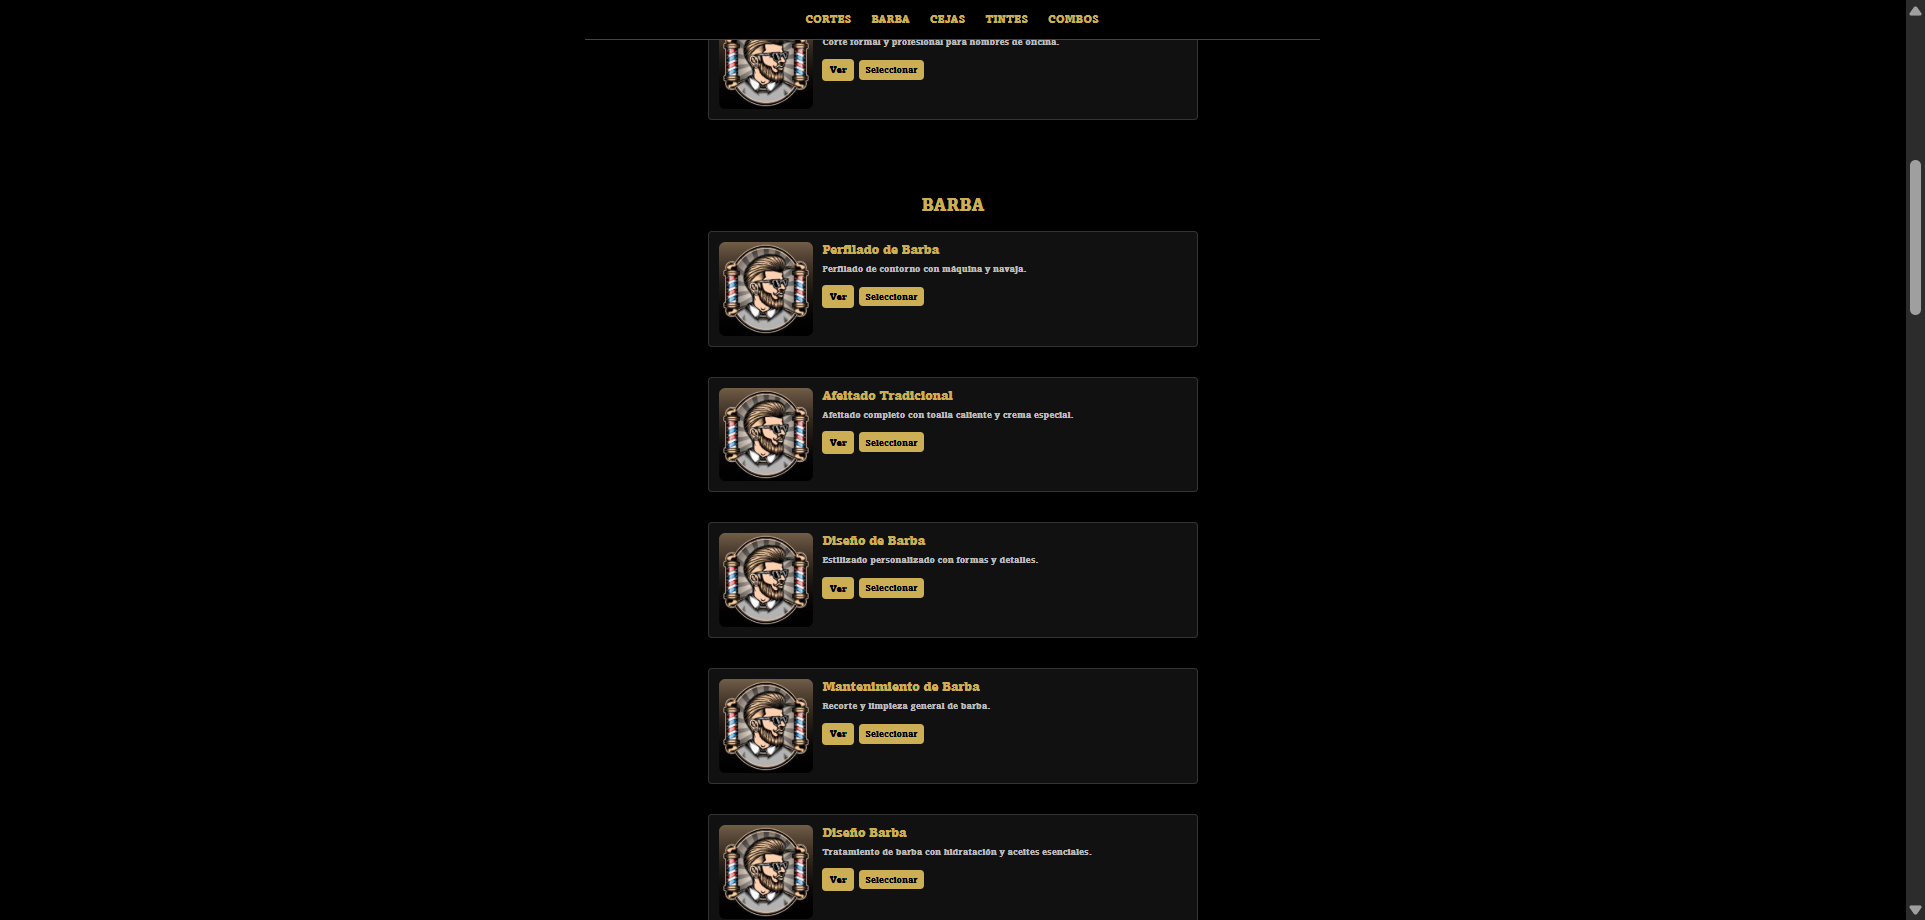 CORTES BARBA CEJAS TINTES COMBOS
Corte formal y profesional para hombres de oficina.
Ver Seleccionar
BARBA
Perfilado de Barba
Perfilado de contorno con máquina y navaja.
Ver Seleccionar
Afeitado Tradicional
Afeitado completo con toalla caliente y crema especial.
Ver Seleccionar
Diseño de Barba
Estilizado personalizado con formas y detalles.
Ver Seleccionar
Mantenimiento de Barba
Recorte y limpieza general de barba.
Ver Seleccionar
Diseño Barba
Tratamiento de barba con hidratación y aceites esenciales.
Ver Seleccionar